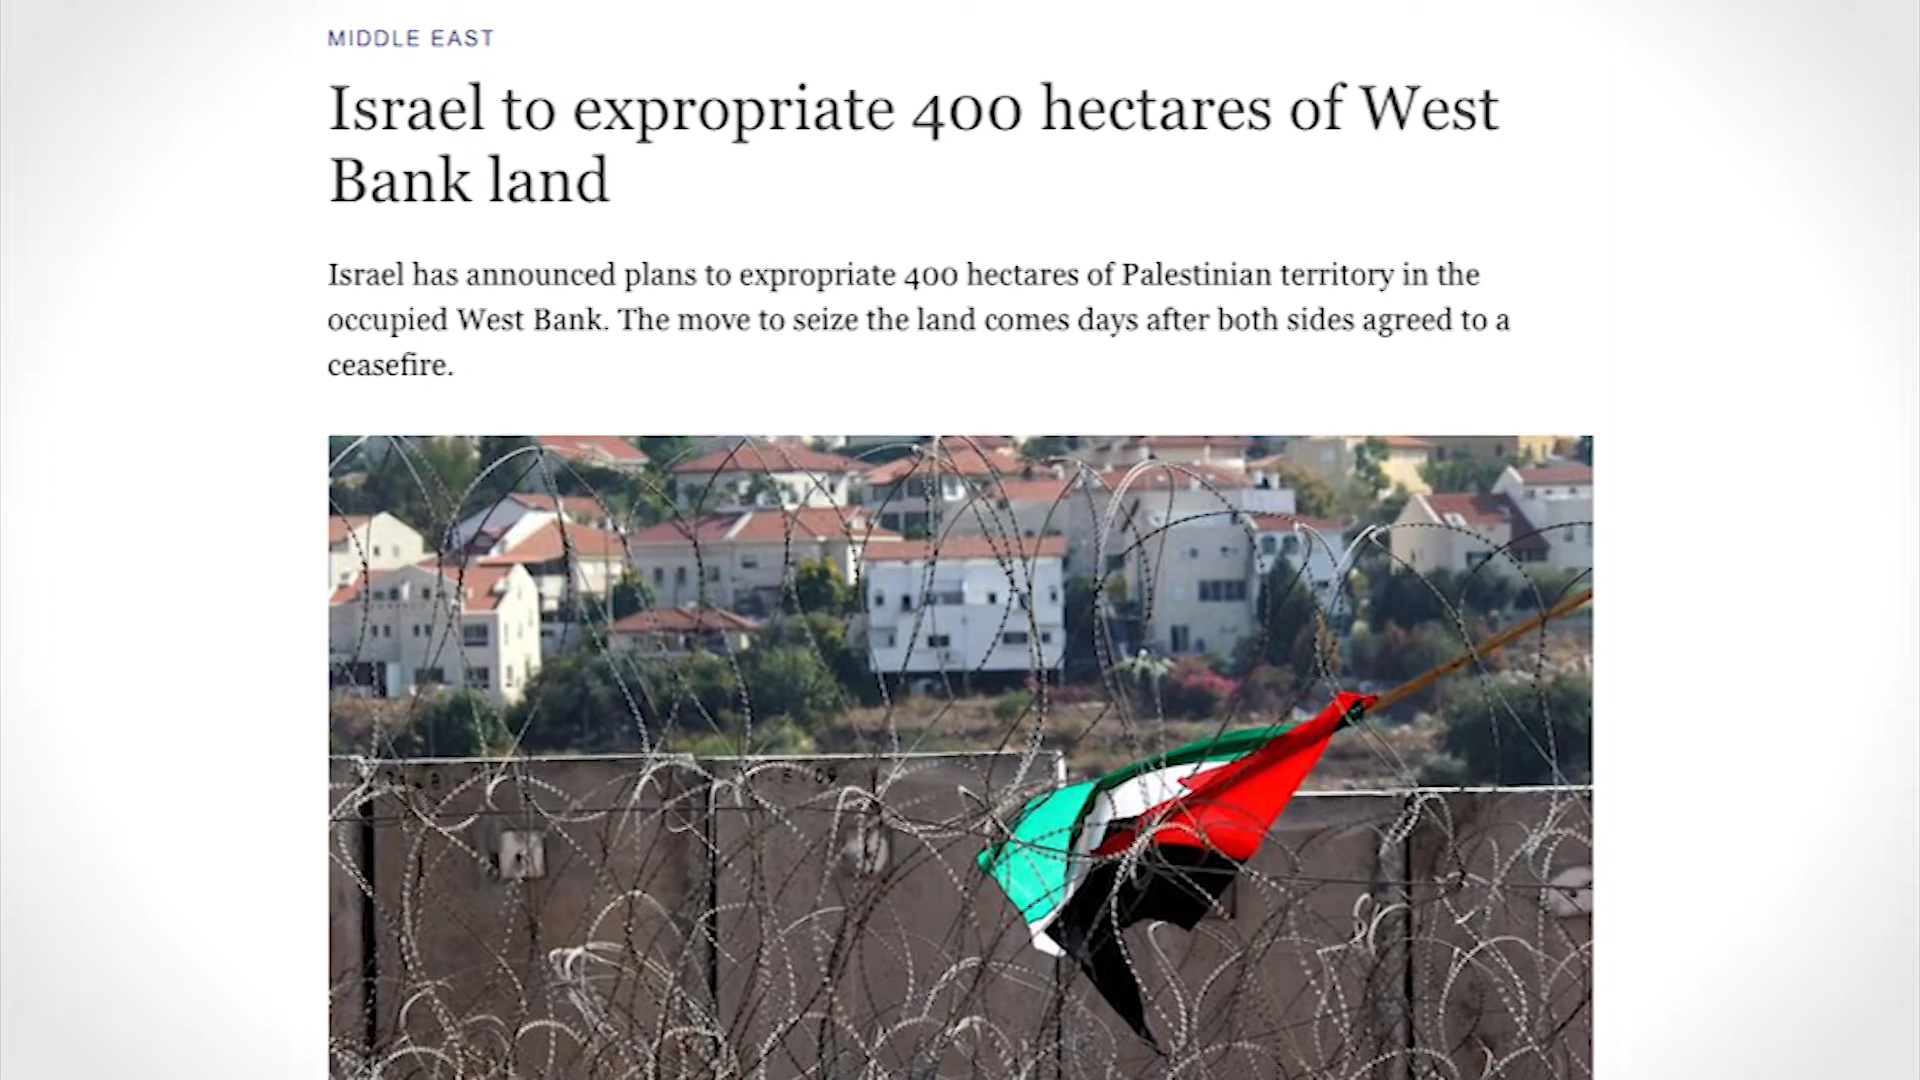 MIDDLE EAST
Israel to expropriate 400 hectares of West
Bank land
Israel has announced plans to expropriate 400 hectares of Palestinian territory in the
occupied West Bank. The move to seize the land comes days after both sides agreed to a
ceasefire.